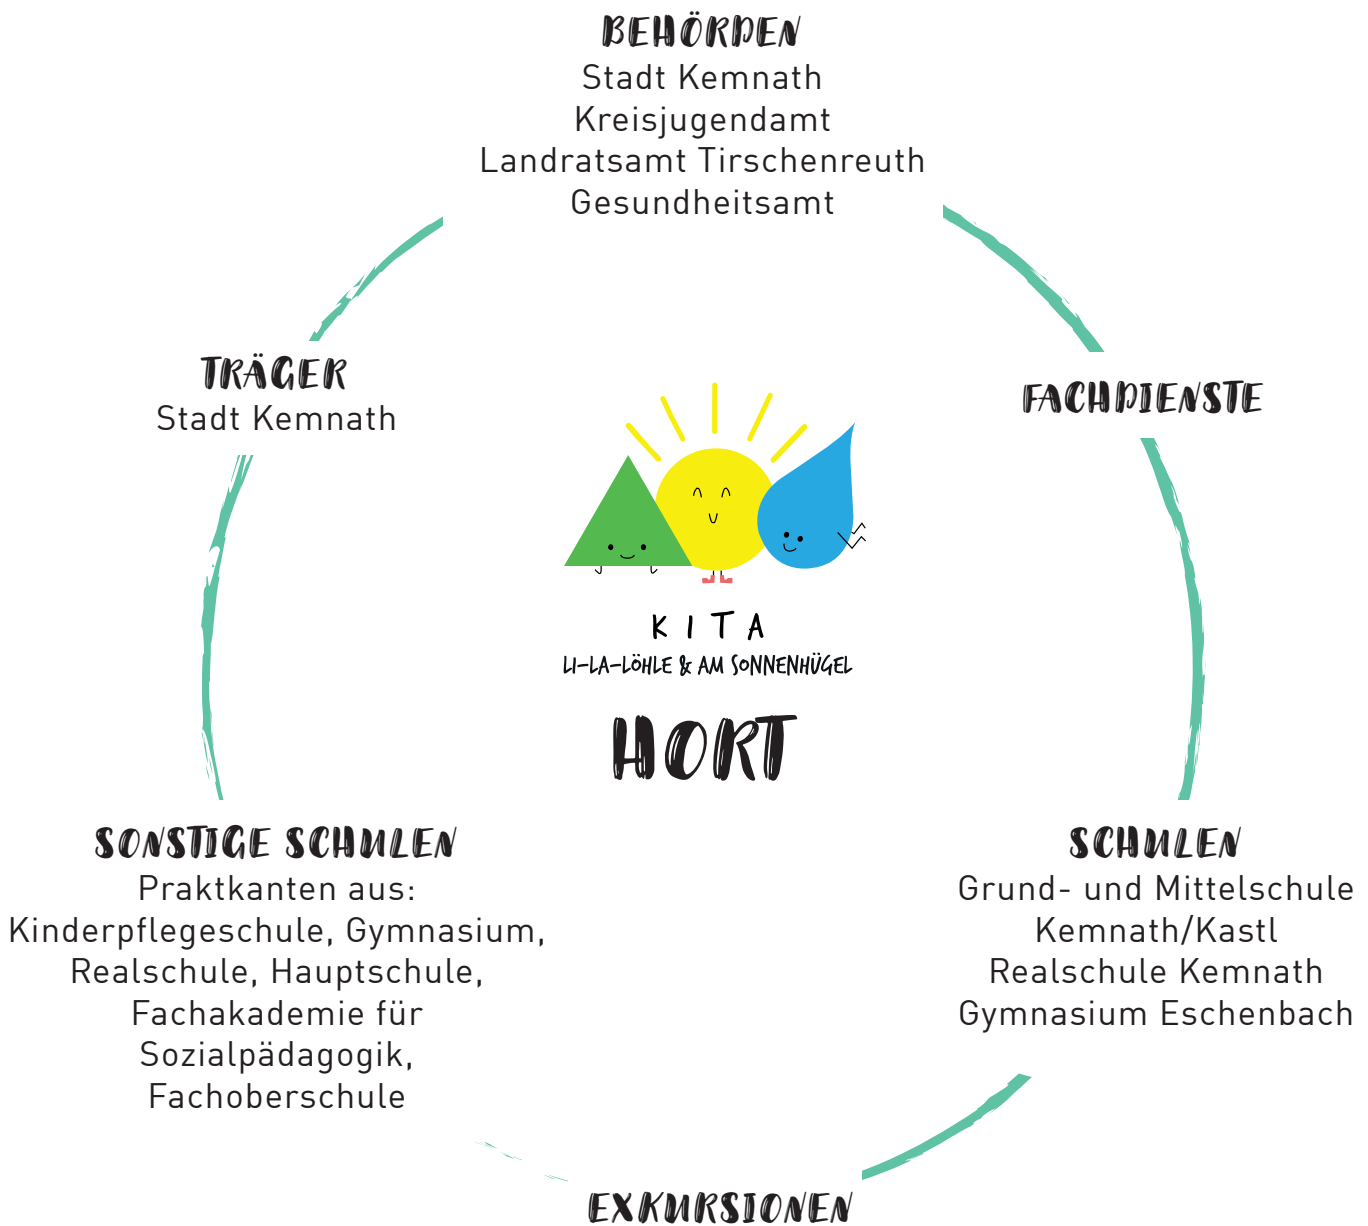 BEHÖRDEN
Stadt Kemnath
Kreisjugendamt
Landratsamt Tirschenreuth
Gesundheitsamt
TRÄGER
Stadt Kemnath
FACHDIENSTE
KITA
LI-LA-LÖHLE & AM SONNENHÜGEL
HORT
SONSTIGE SCHULEN
Praktkanten aus:
Kinderpflegeschule, Gymnasium,
Realschule, Hauptschule,
Fachakademie für
Sozialpädagogik,
Fachoberschule
SCHULEN
Grund- und Mittelschule
Kemnath/Kastl
Realschule Kemnath
Gymnasium Eschenbach
EXKURSIONEN